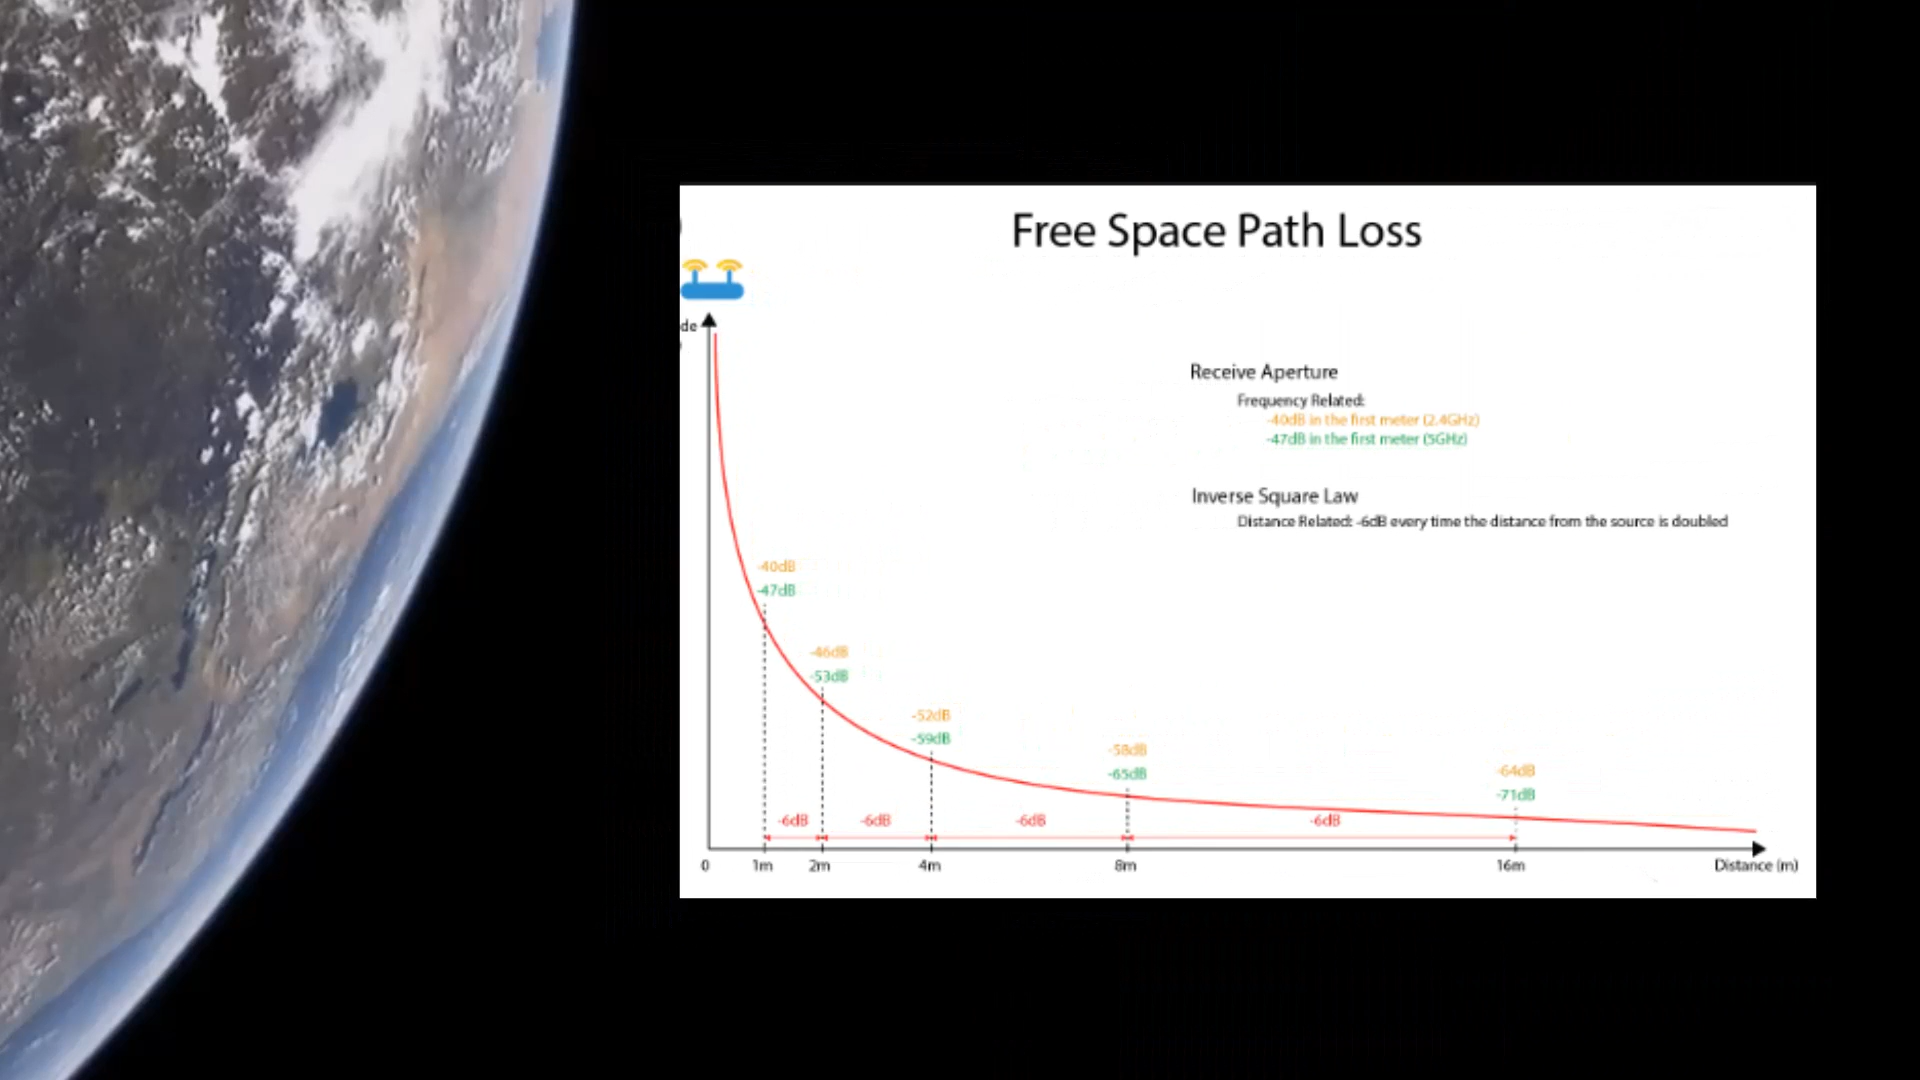 Free Space Path Loss
de
Receive Aperture
Frequency Related:
-40dB in the first meter (2.4GHz)
-47dB in the first meter (5GHz)
Inverse Square Law
Distance Related: -6dB every time the distance from the source is doubled
-40dB
-47dB
-46dB
-53dB
-52dB
-59dB
-58dB
-65dB
-64dB
-71dB
-6dB -6dB -6dB -6dB
0 1m 2m 4m 8m 16m Distance (m)